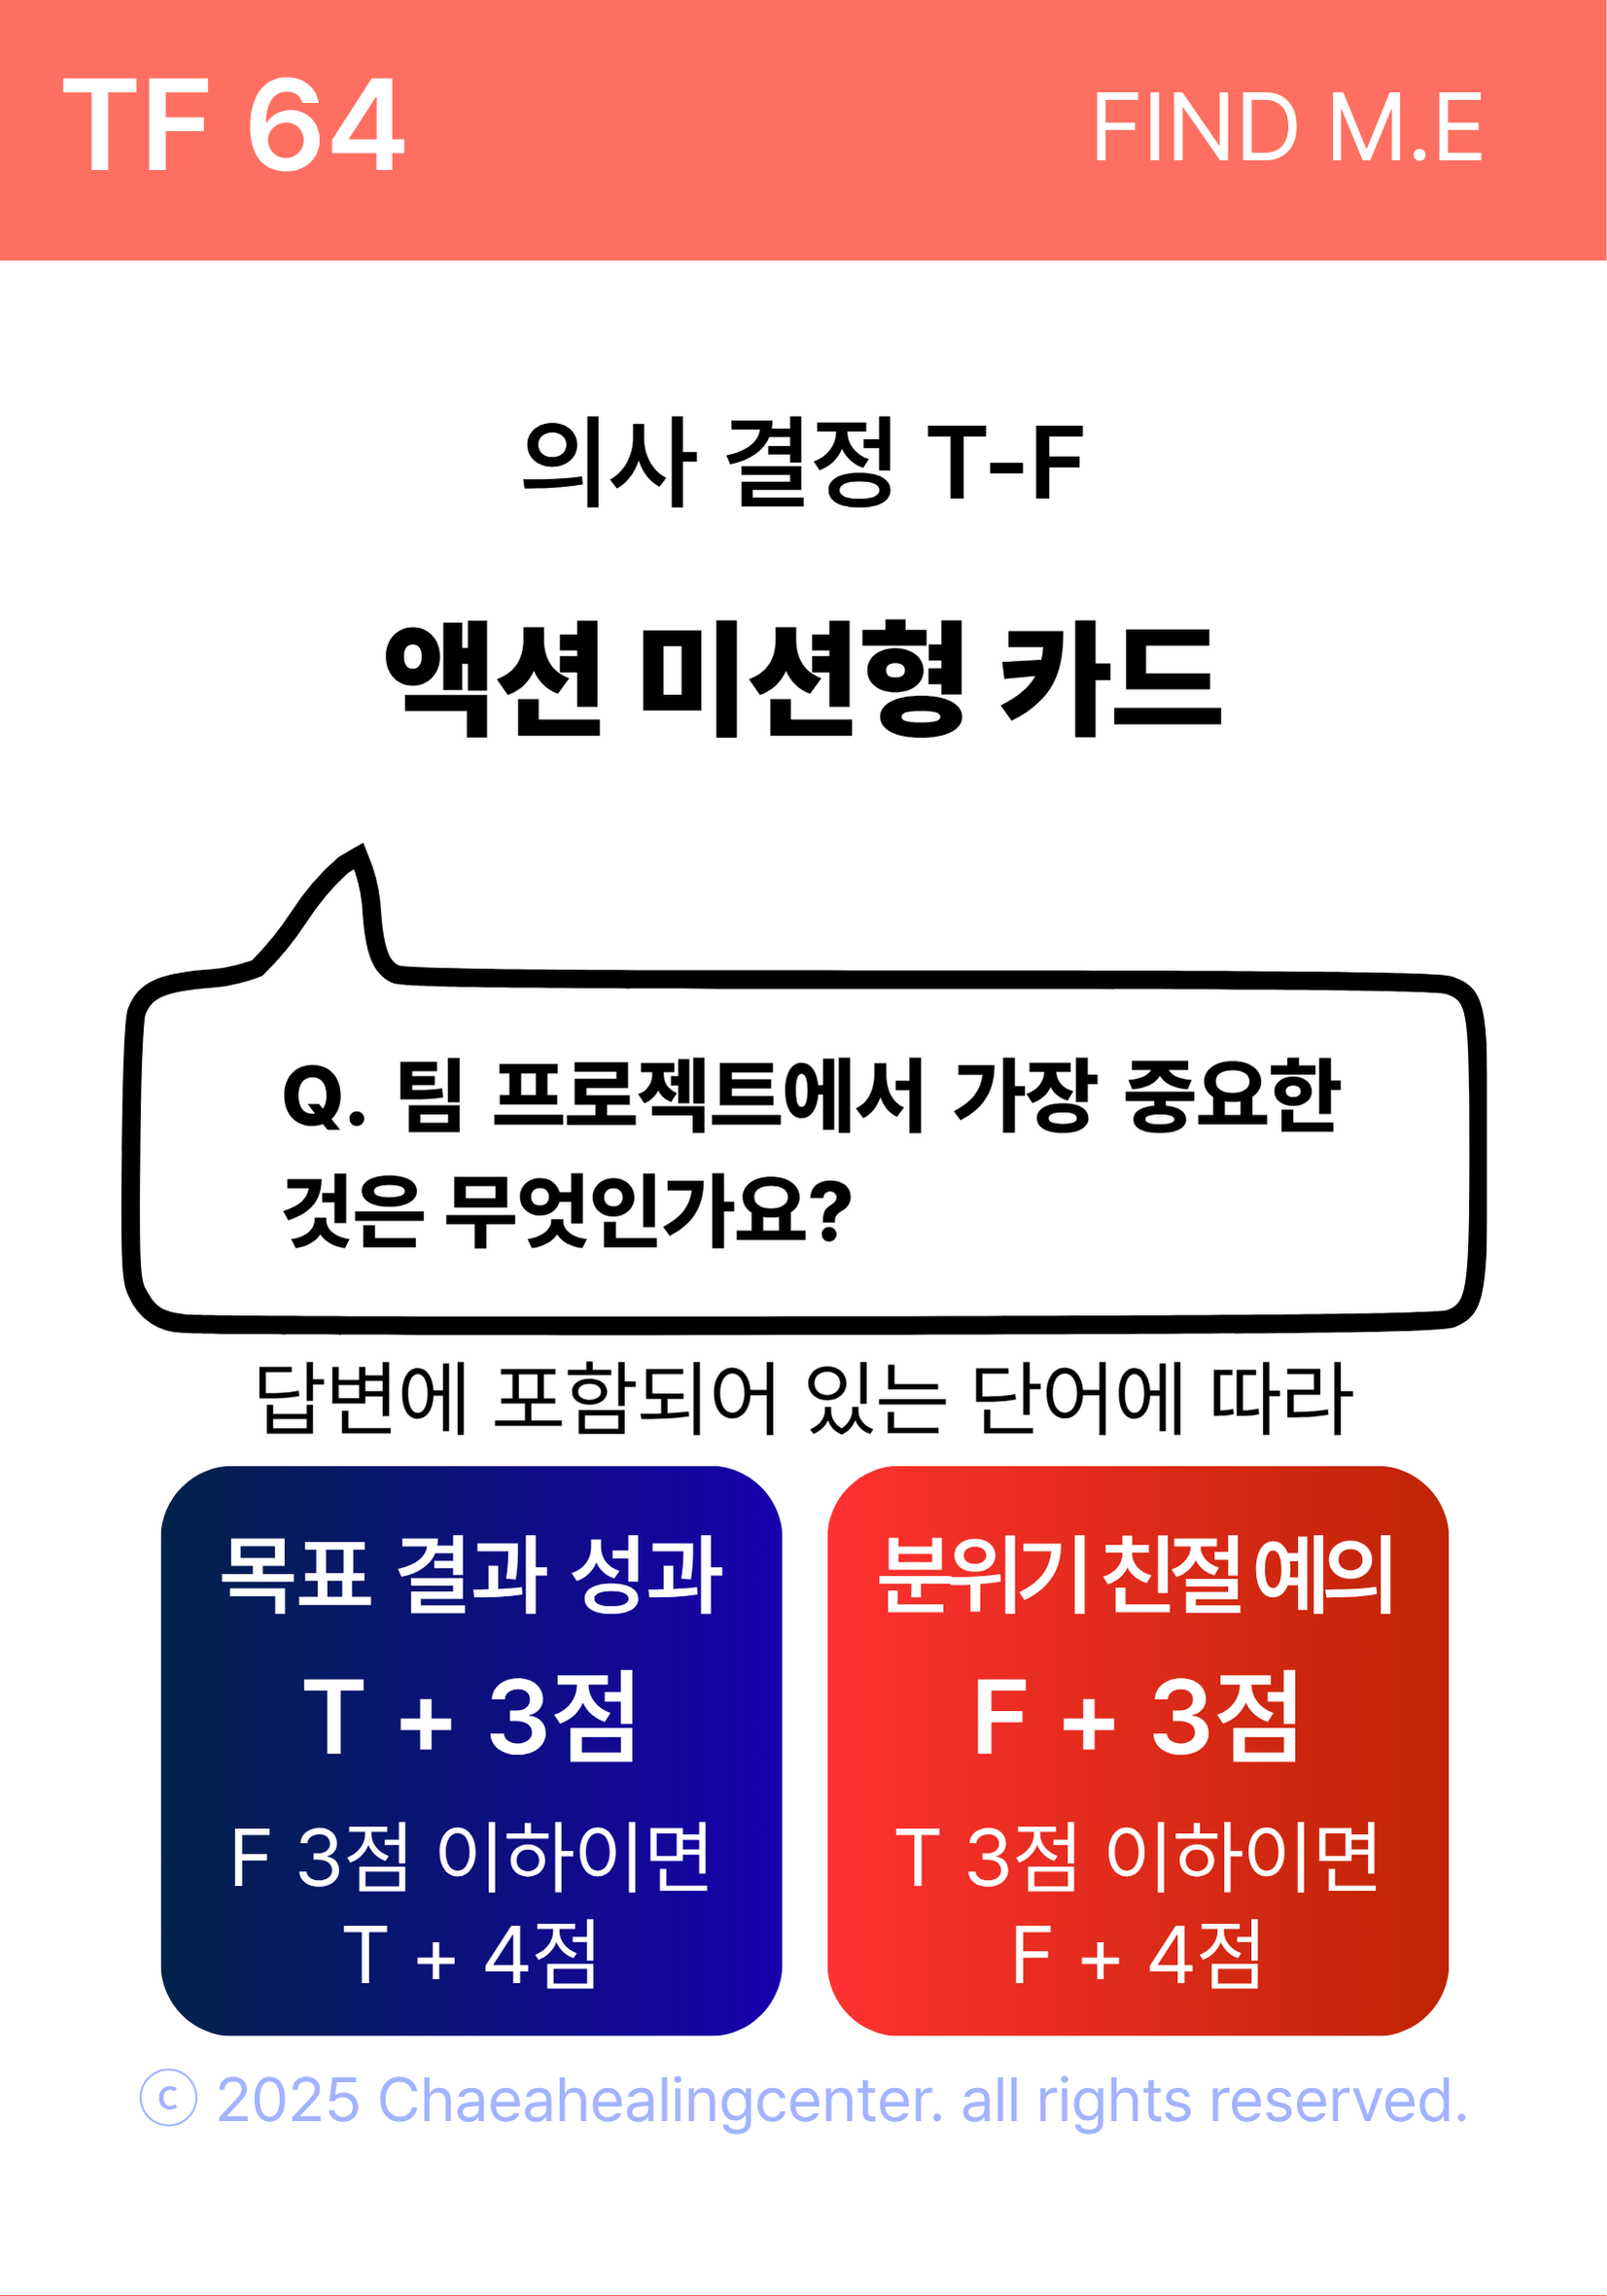 TF 64
FIND M.E
의사 결정 T-F
액션 미션형 카드
Q. 팀 프로젝트에서 가장 중요한
것은 무엇인가요?
답변에 포함되어 있는 단어에 따라
목표 결과 성과
T + 3점
F 3점 이하이면
T + 4점
분위기친절예의
F + 3점
T 3점 이하이면
F + 4점
© 2025 Chaeahealingcenter. all rights reserved.